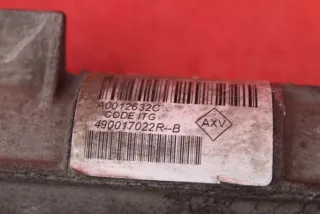 A0012632C
CODE ITG
490017022R--B
AXV